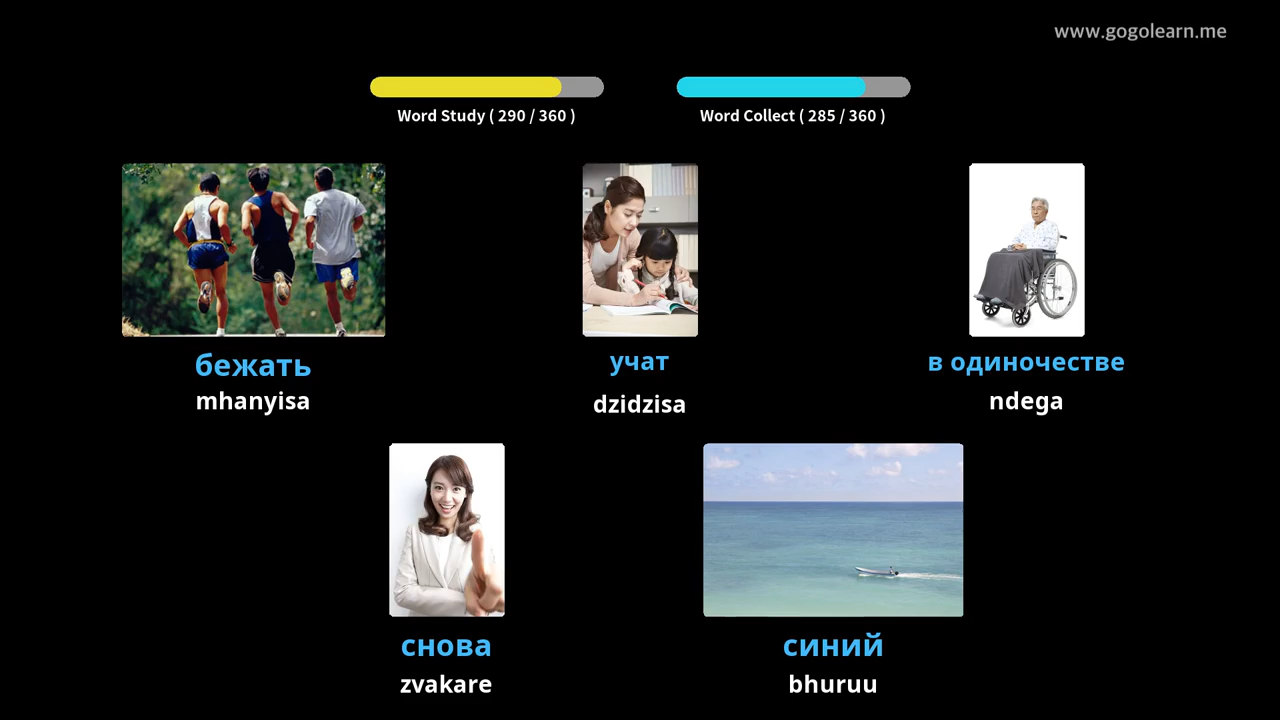 www.gogolearn.me
Word Study ( 290 / 360 )
Word Collect ( 285 / 360 )
бежать
mhanyisa
учат
dzidzisa
в одиночестве
ndega
снова
zvakare
синий
bhuruu